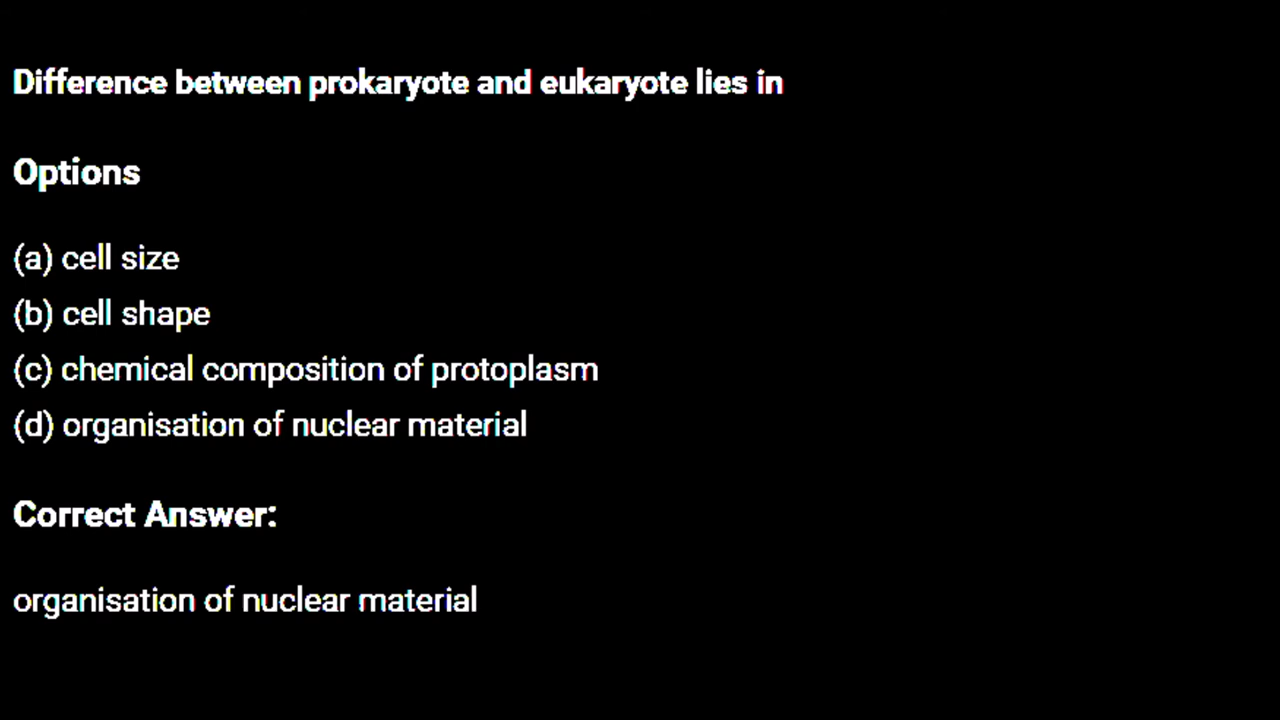 Difference between prokaryote and eukaryote lies in
Options
(a) cell size
(b) cell shape
(c) chemical composition of protoplasm
(d) organisation of nuclear material
Correct Answer:
organisation of nuclear material